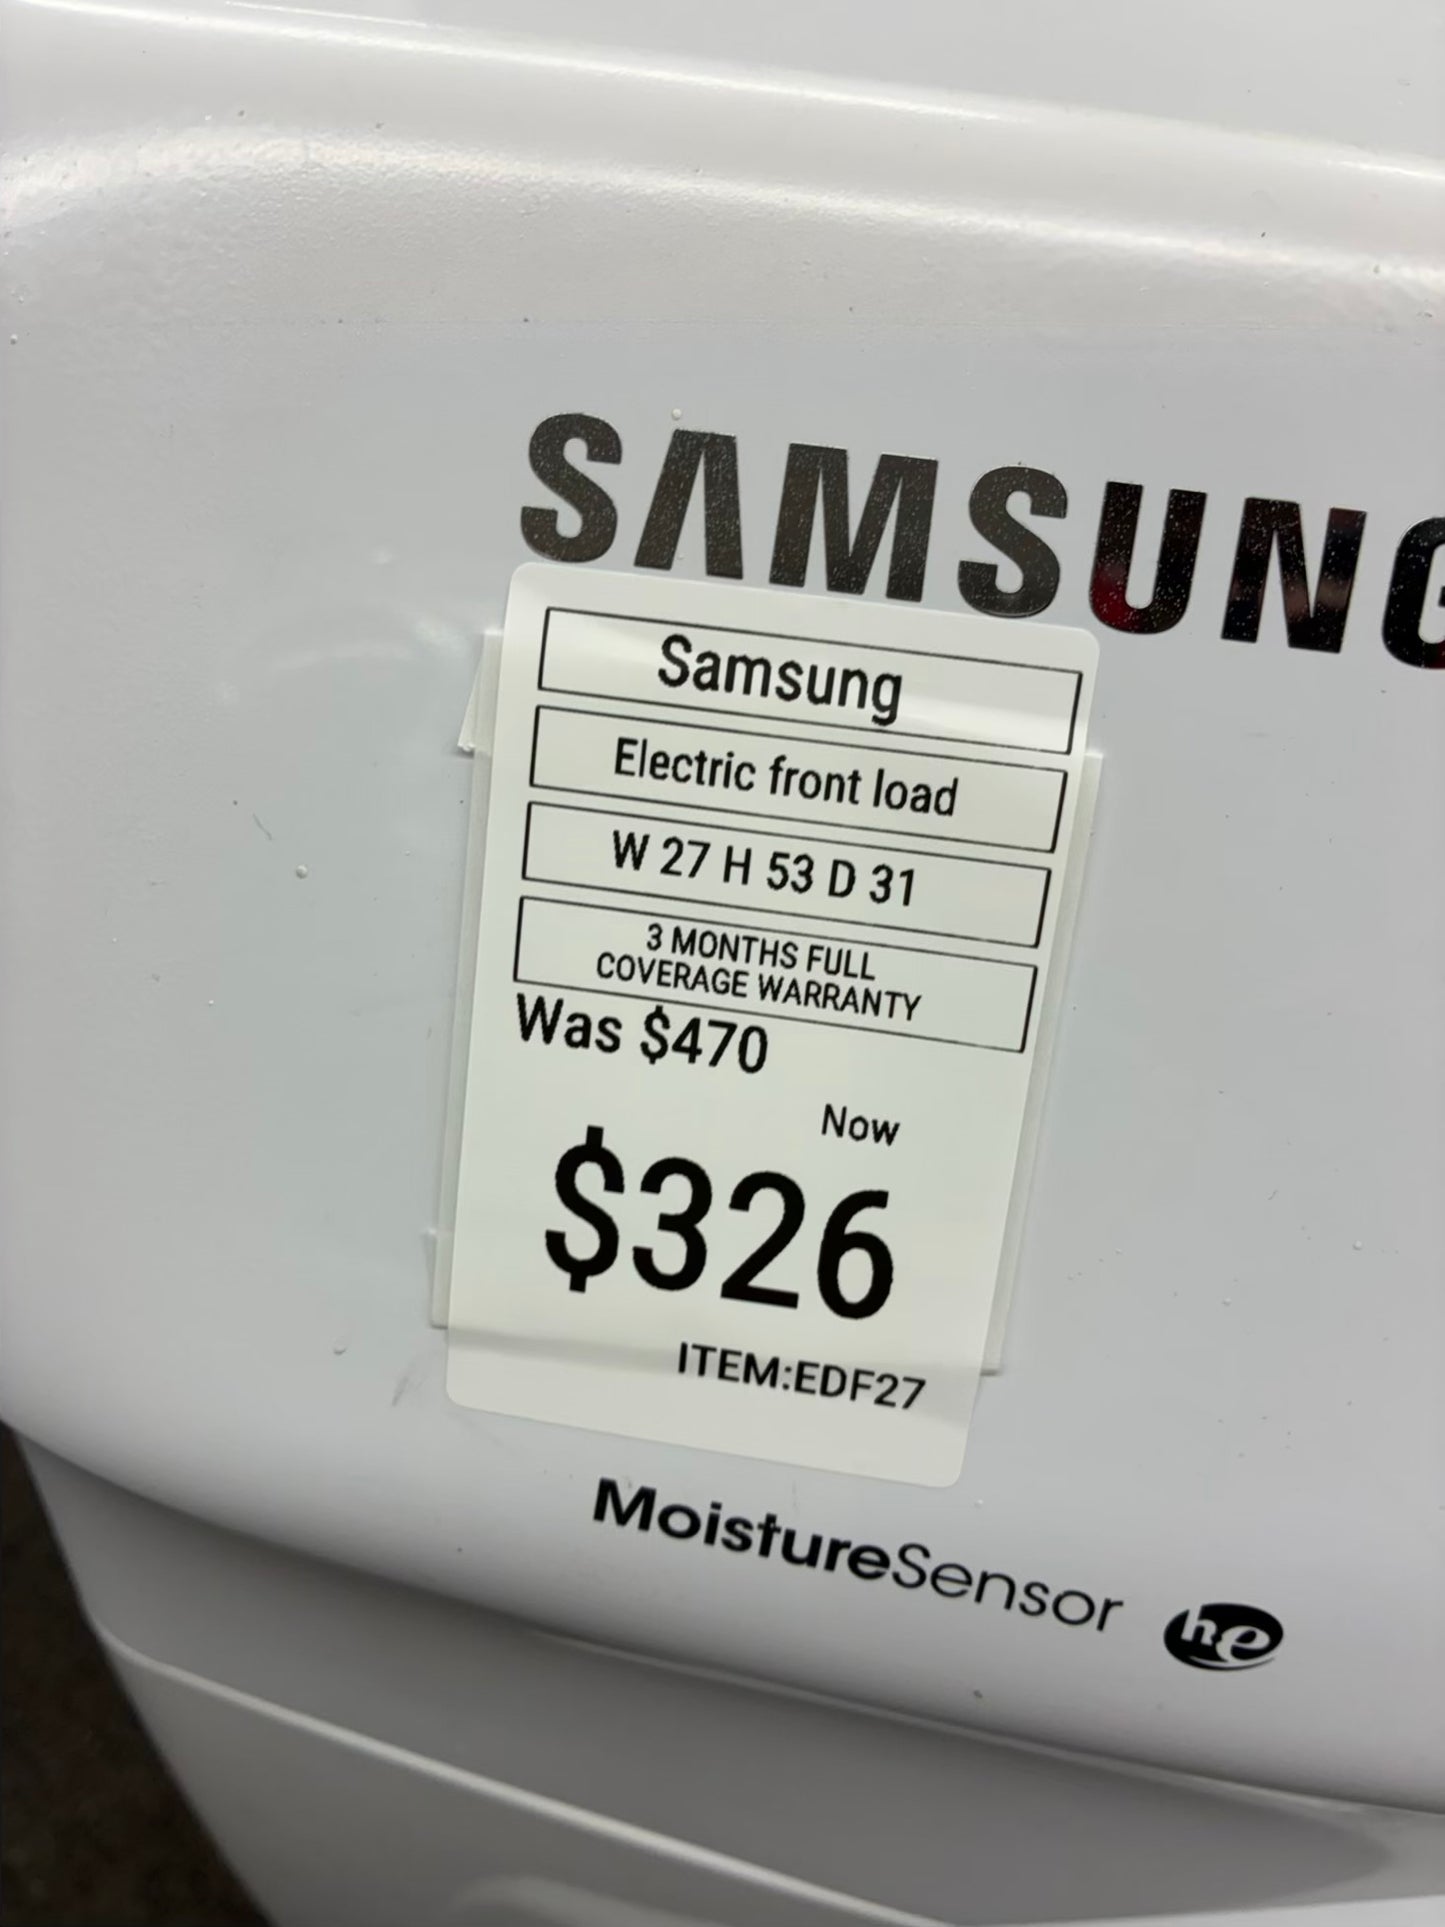 SAMSUNG
Samsung
Electric front load
W 27 H 53 D 31
3 MONTHS FULL
COVERAGE WARRANTY
Was $470
Now
$326
ITEM:EDF27
MoistureSensor he